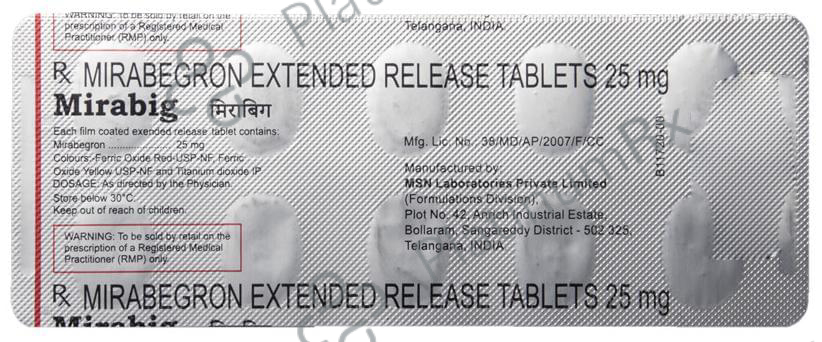 WARNING: To be sold by retail on the
prescription of a Registered Medical
Practitioner (RMP) only.
Telangana, INDIA
Rx MIRABEGRON EXTENDED RELEASE TABLETS 25 mg
Mirabig मिराबिग
Each film coated exended release tablet contains:
Mirabegron ..................... 25 mg
Colours:-Ferric Oxide Red-USP-NF, Ferric
Oxide Yellow USP-NF and Titanium dioxide IP
DOSAGE: As directed by the Physician.
Store below 30°C.
Keep out of reach of children.
WARNING: To be sold by retail on the
prescription of a Registered Medical
Practitioner (RMP) only.
Mfg. Lic. No. 38/MD/AP/2007/F/CC
Manufactured by:
MSN Laboratories Private Limited
(Formulations Division),
Plot No. 42, Anrich Industrial Estate,
Bollaram, Sangareddy District - 502 325,
Telangana, INDIA
Rx MIRABEGRON EXTENDED RELEASE TABLETS 25 mg
Mirabig मिराबिग